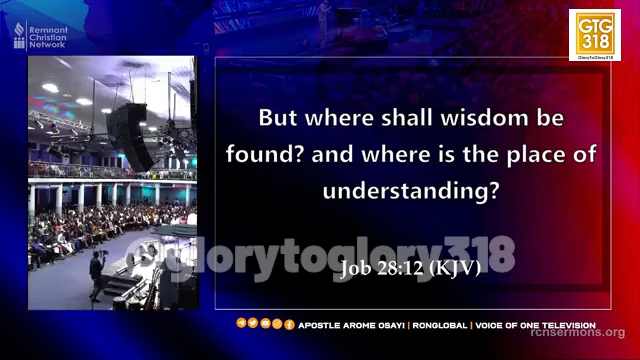 Remnant
Christian
Network
GTG
318
GloryToGlory318
But where shall wisdom be
found? and where is the place of
understanding?
@glorytoglory318
Job 28:12 (KJV)
APOSTLE AROME OSAYI | RONGLOBAL | VOICE OF ONE TELEVISION
rcnsermons.org